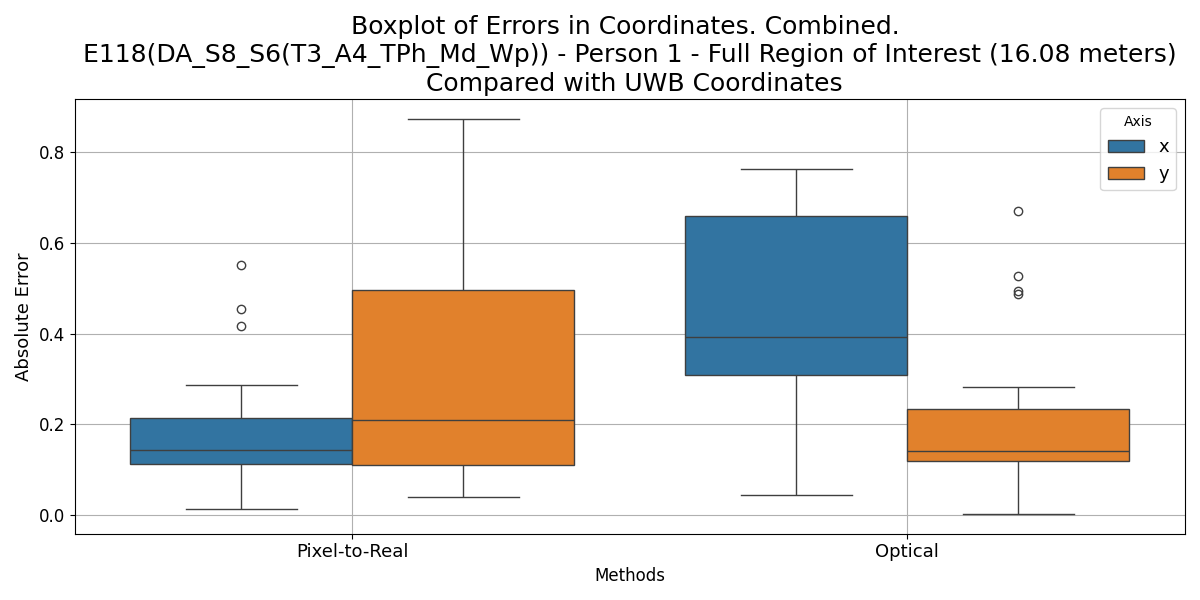 Boxplot of Errors in Coordinates. Combined.
E118(DA_S8_S6(T3_A4_TPh_Md_Wp)) - Person 1 - Full Region of Interest (16.08 meters)
Compared with UWB Coordinates
Axis
x
y
Absolute Error
0.8
0.6
0.4
0.2
0.0
Pixel-to-Real
Optical
Methods